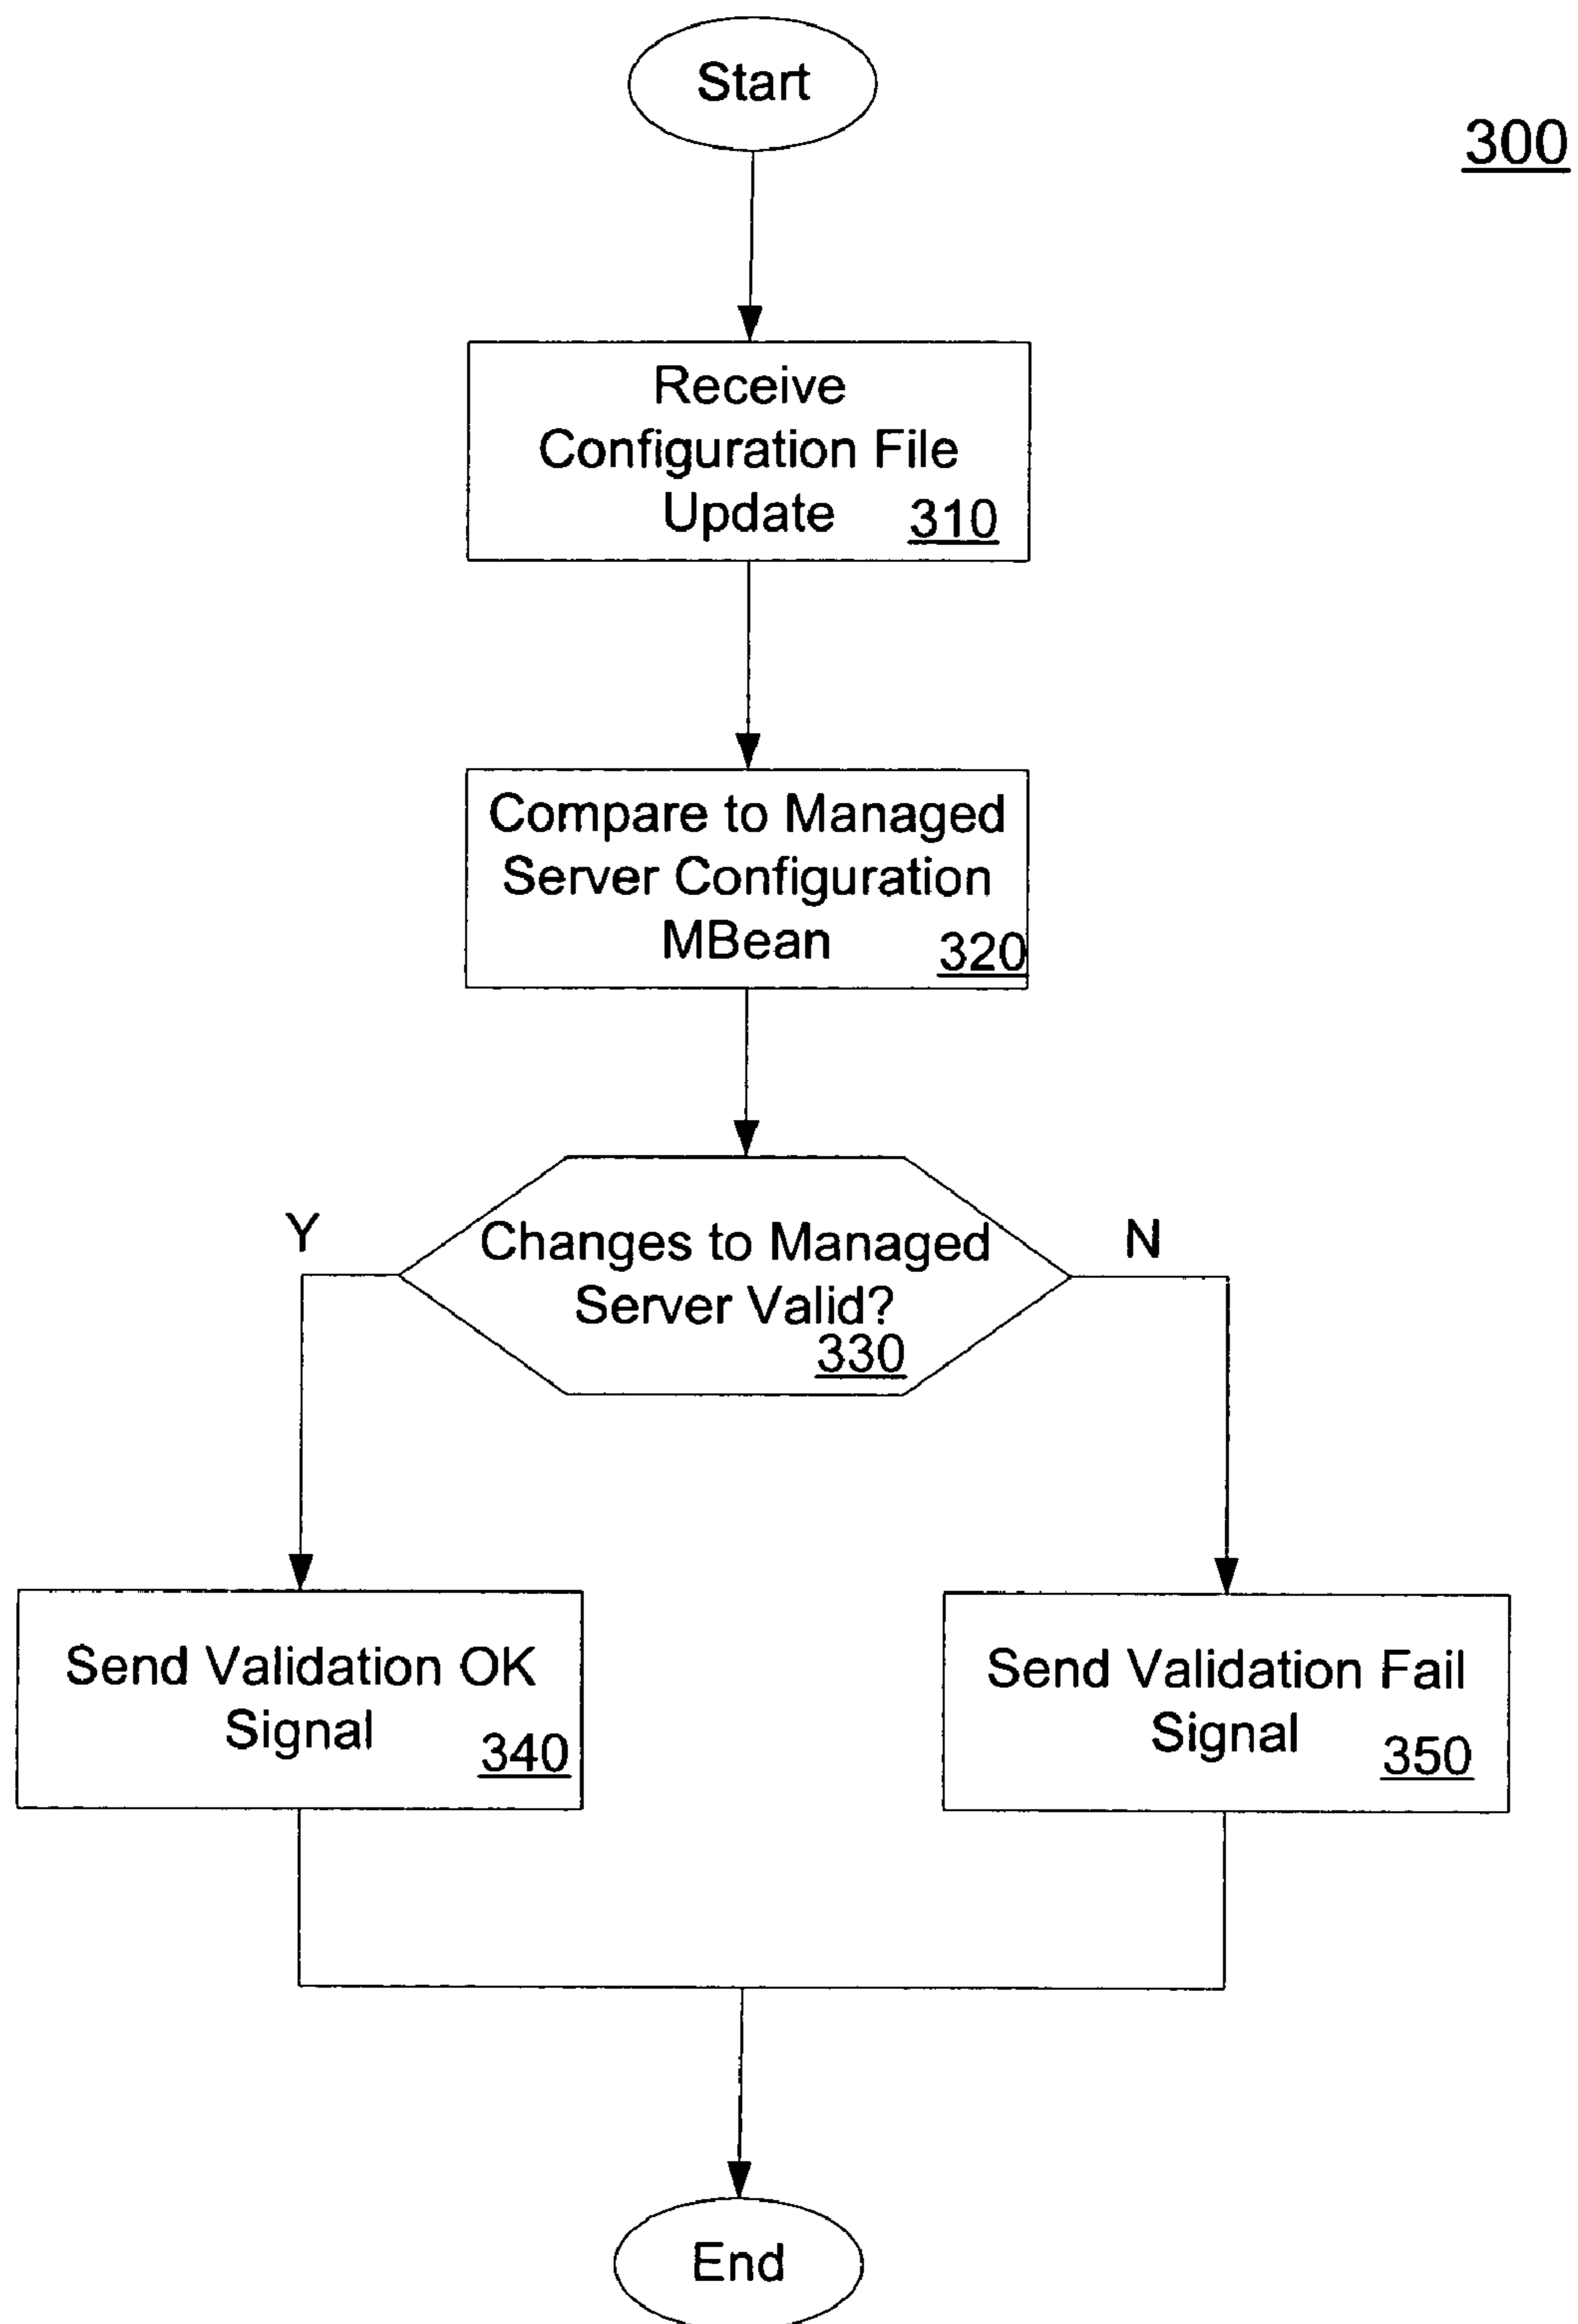 Start
300
Receive
Configuration File
Update 310
Compare to Managed
Server Configuration
MBean 320
Y
N
Changes to Managed
Server Valid?
330
Send Validation OK
Signal 340
Send Validation Fail
Signal 350
End